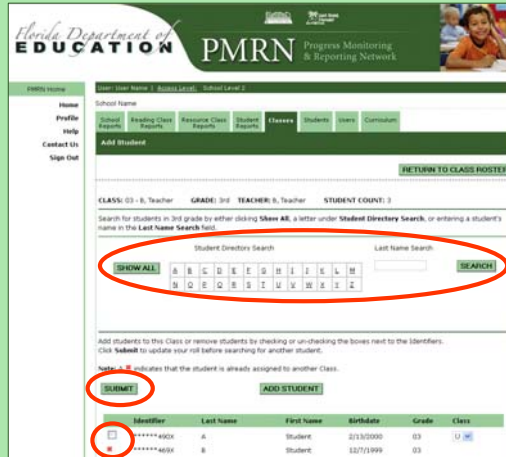 Florida Department of
EDUCATION
PMRN Progress Monitoring
& Reporting Network
PMRN Home
User: User Name | Access Level: School Level 2
Home
Profile
Help
Contact Us
Sign Out
School Name
School Reports Reading Class Reports Resource Class Reports Student Reports Classes Students Users Curriculum
Add Student
RETURN TO CLASS ROSTER
CLASS: 03 - B, Teacher GRADE: 3rd TEACHER: B, Teacher STUDENT COUNT: 3
Search for students in 3rd grade by either clicking Show All, a letter under Student Directory Search, or entering a student's
name in the Last Name Search field.
Student Directory Search Last Name Search
SHOW ALL A B C D E F G H I J K L M SEARCH
N O P Q R S T U V W X Y Z
Add students to this Class or remove students by checking or un-checking the boxes next to the Identifiers.
Click Submit to update your roll before searching for another student.
Note: A indicates that the student is already assigned to another Class.
SUBMIT ADD STUDENT
Identifier Last Name First Name Birthdate Grade Class
******490X A Student 2/13/2000 03 U
******469X B Student 12/7/1999 03